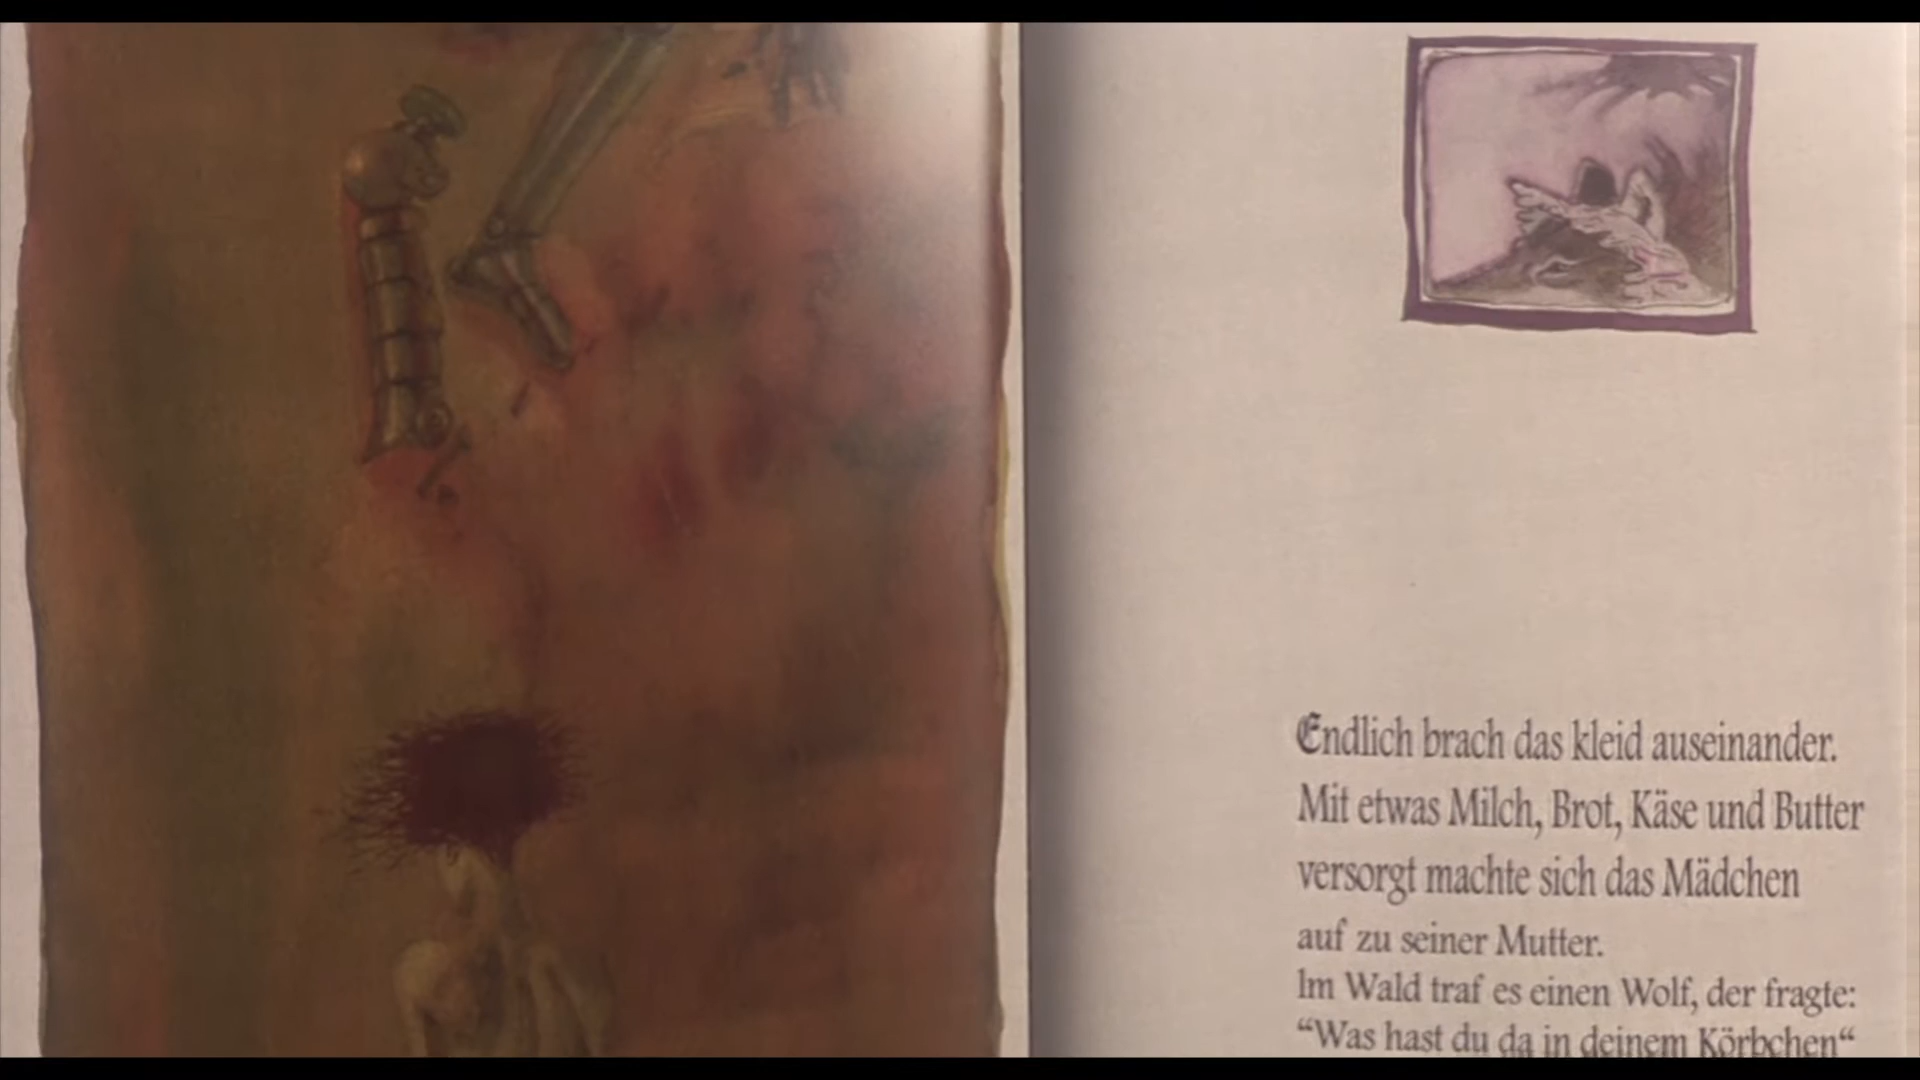 Endlich brach das kleid auseinander.
Mit etwas Milch, Brot, Käse und Butter
versorgt machte sich das Mädchen
auf zu seiner Mutter.
Im Wald traf es einen Wolf, der fragte:
“Was hast du da in deinem Körbchen“